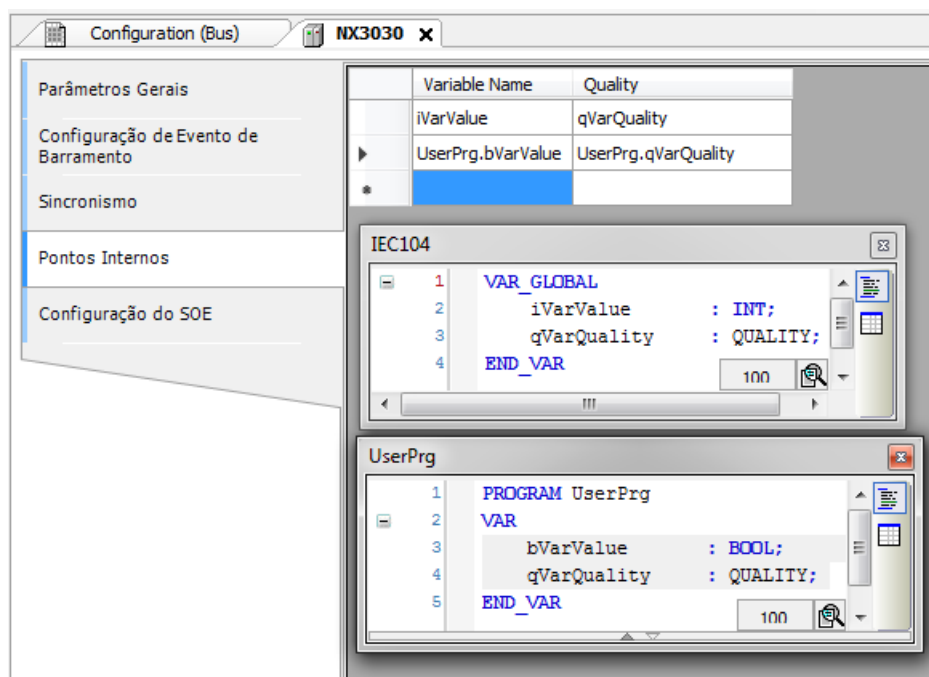 Configuration (Bus)
NX3030
Parâmetros Gerais
Configuração de Evento de
Barramento
Sincronismo
Pontos Internos
Configuração do SOE
Variable Name Quality
iVarValue qVarQuality
UserPrg.bVarValue UserPrg.qVarQuality
IEC104
1 VAR_GLOBAL
2 iVarValue : INT;
3 qVarQuality : QUALITY;
4 END_VAR
100
UserPrg
1 PROGRAM UserPrg
2 VAR
3 bVarValue : BOOL;
4 qVarQuality : QUALITY;
5 END_VAR
100